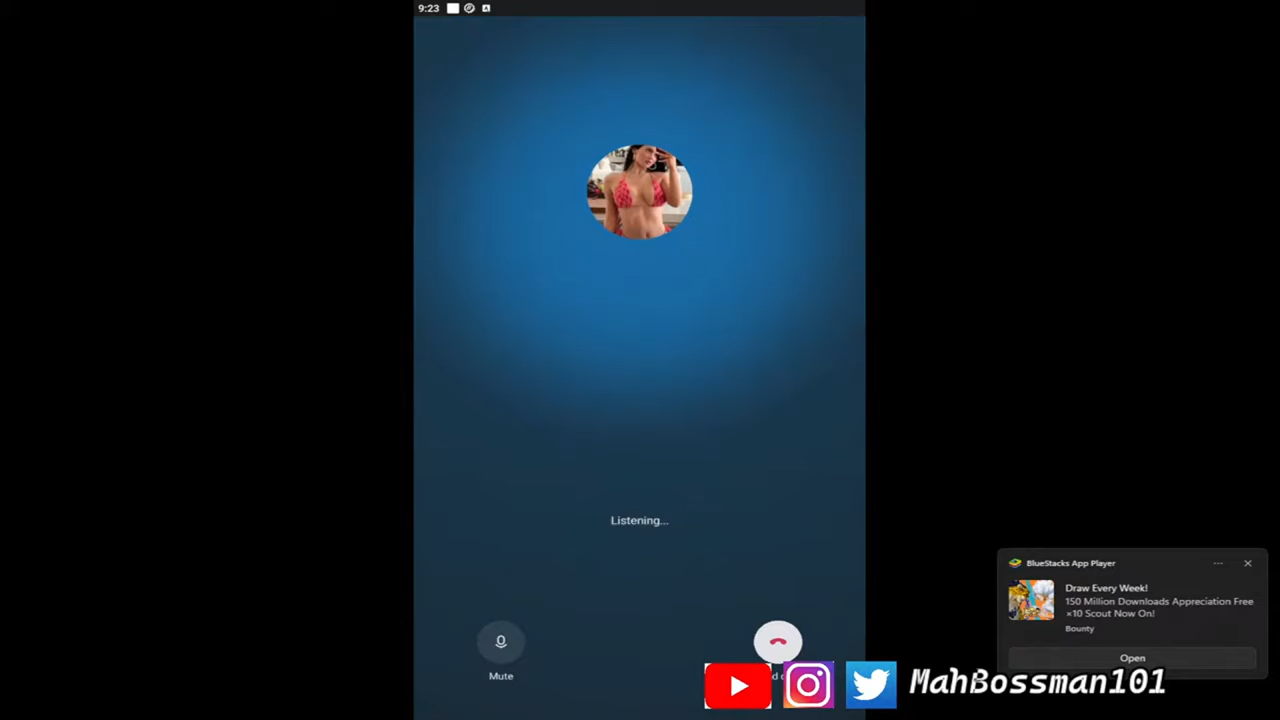 9:23
Listening...
Mute
BlueStacks App Player
Draw Every Week!
150 Million Downloads Appreciation Free
×10 Scout Now On!
Bounty
Open
MahBossman101